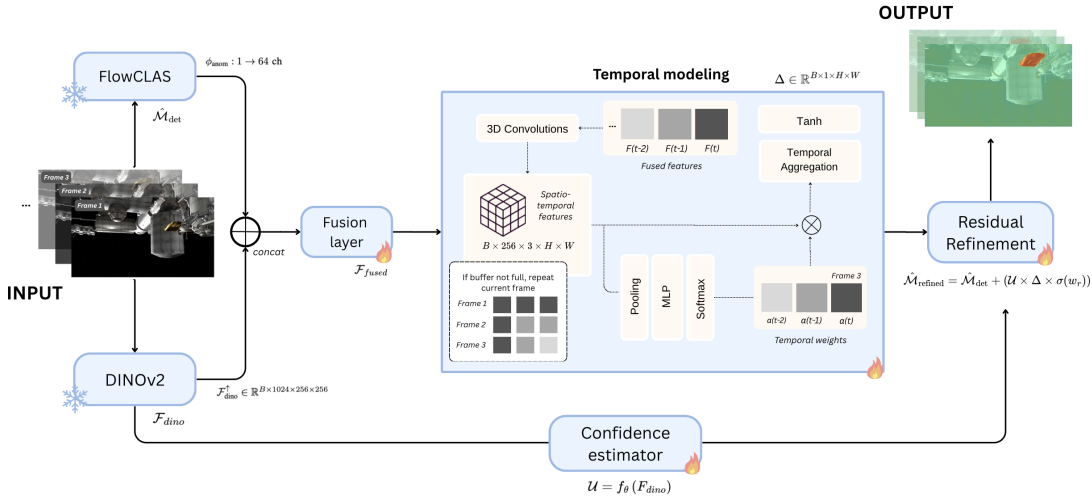 OUTPUT
FlowCLAS
ϕ_anom : 1 → 64 ch
M̂_det
Temporal modeling
Δ ∈ ℝ^{B×1×H×W}
3D Convolutions
...
F(t-2)
F(t-1)
F(t)
Fused features
Tanh
Temporal
Aggregation
Frame 3
Frame 2
Frame 1
...
INPUT
concat
Fusion
layer
F_fused
Spatio-
temporal
features
B × 256 × 3 × H × W
If buffer not full, repeat
current frame
Frame 1
Frame 2
Frame 3
Pooling
MLP
Softmax
Frame 3
a(t-2)
a(t-1)
a(t)
Temporal weights
Residual
Refinement
M̂_refined = M̂_det + (U × Δ × σ(w_r))
DINOv2
F_dino
F^↑_dino ∈ ℝ^{B×1024×256×256}
Confidence
estimator
U = f_θ (F_dino)